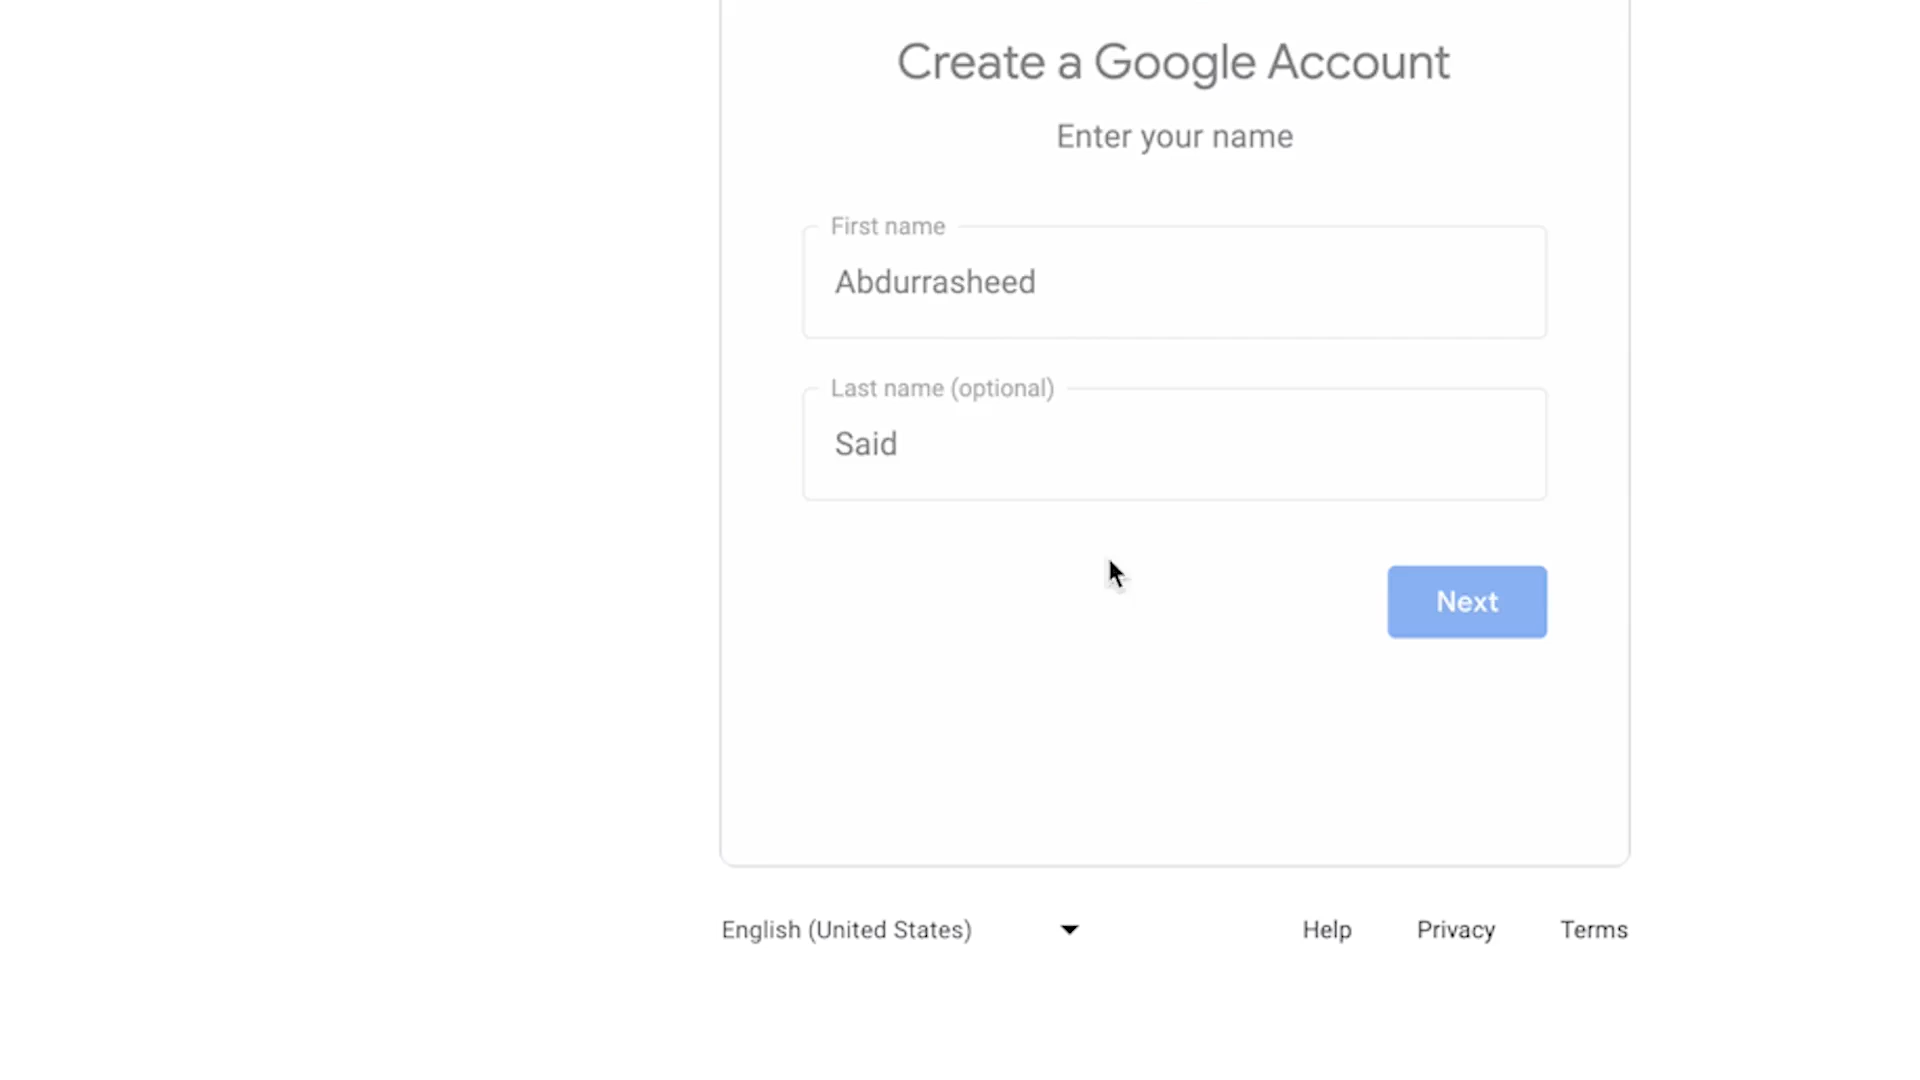 Create a Google Account
Enter your name
First name
Abdurrasheed
Last name (optional)
Said
Next
English (United States)
Help Privacy Terms